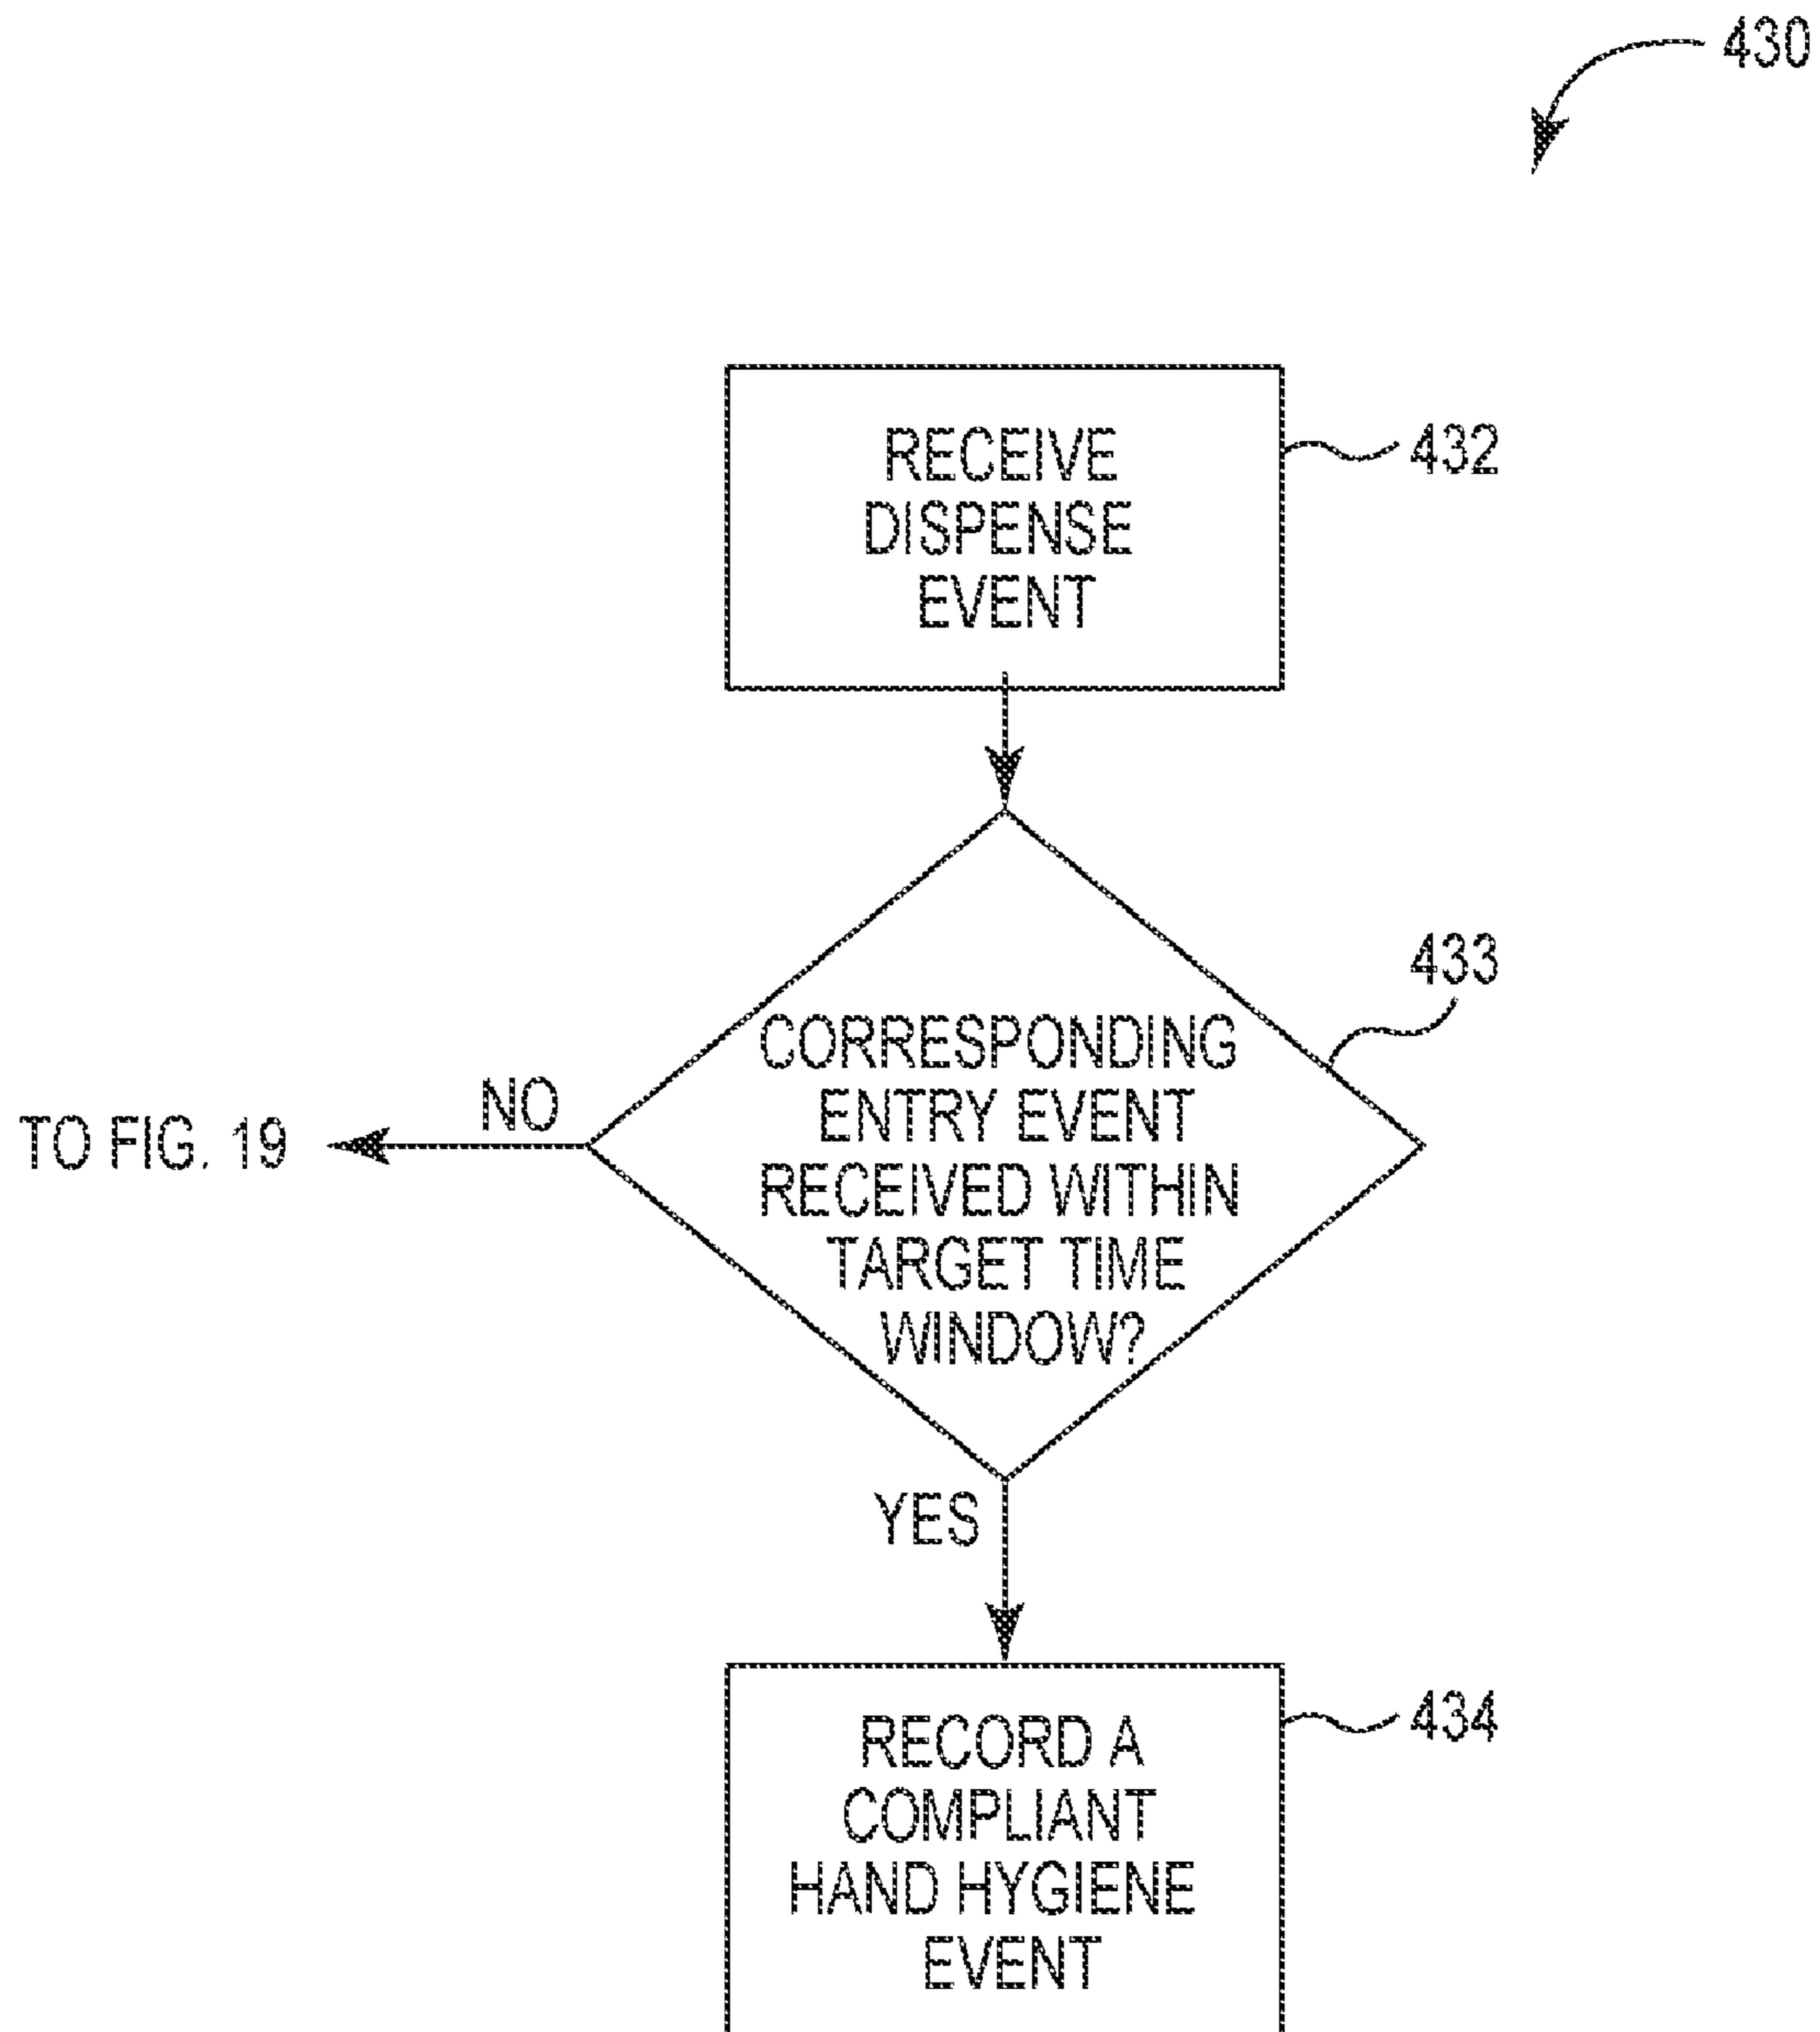 430
RECEIVE
DISPENSE
EVENT
432
433
CORRESPONDING
ENTRY EVENT
RECEIVED WITHIN
TARGET TIME
WINDOW?
NO
TO FIG. 19
YES
RECORD A
COMPLIANT
HAND HYGIENE
EVENT
434